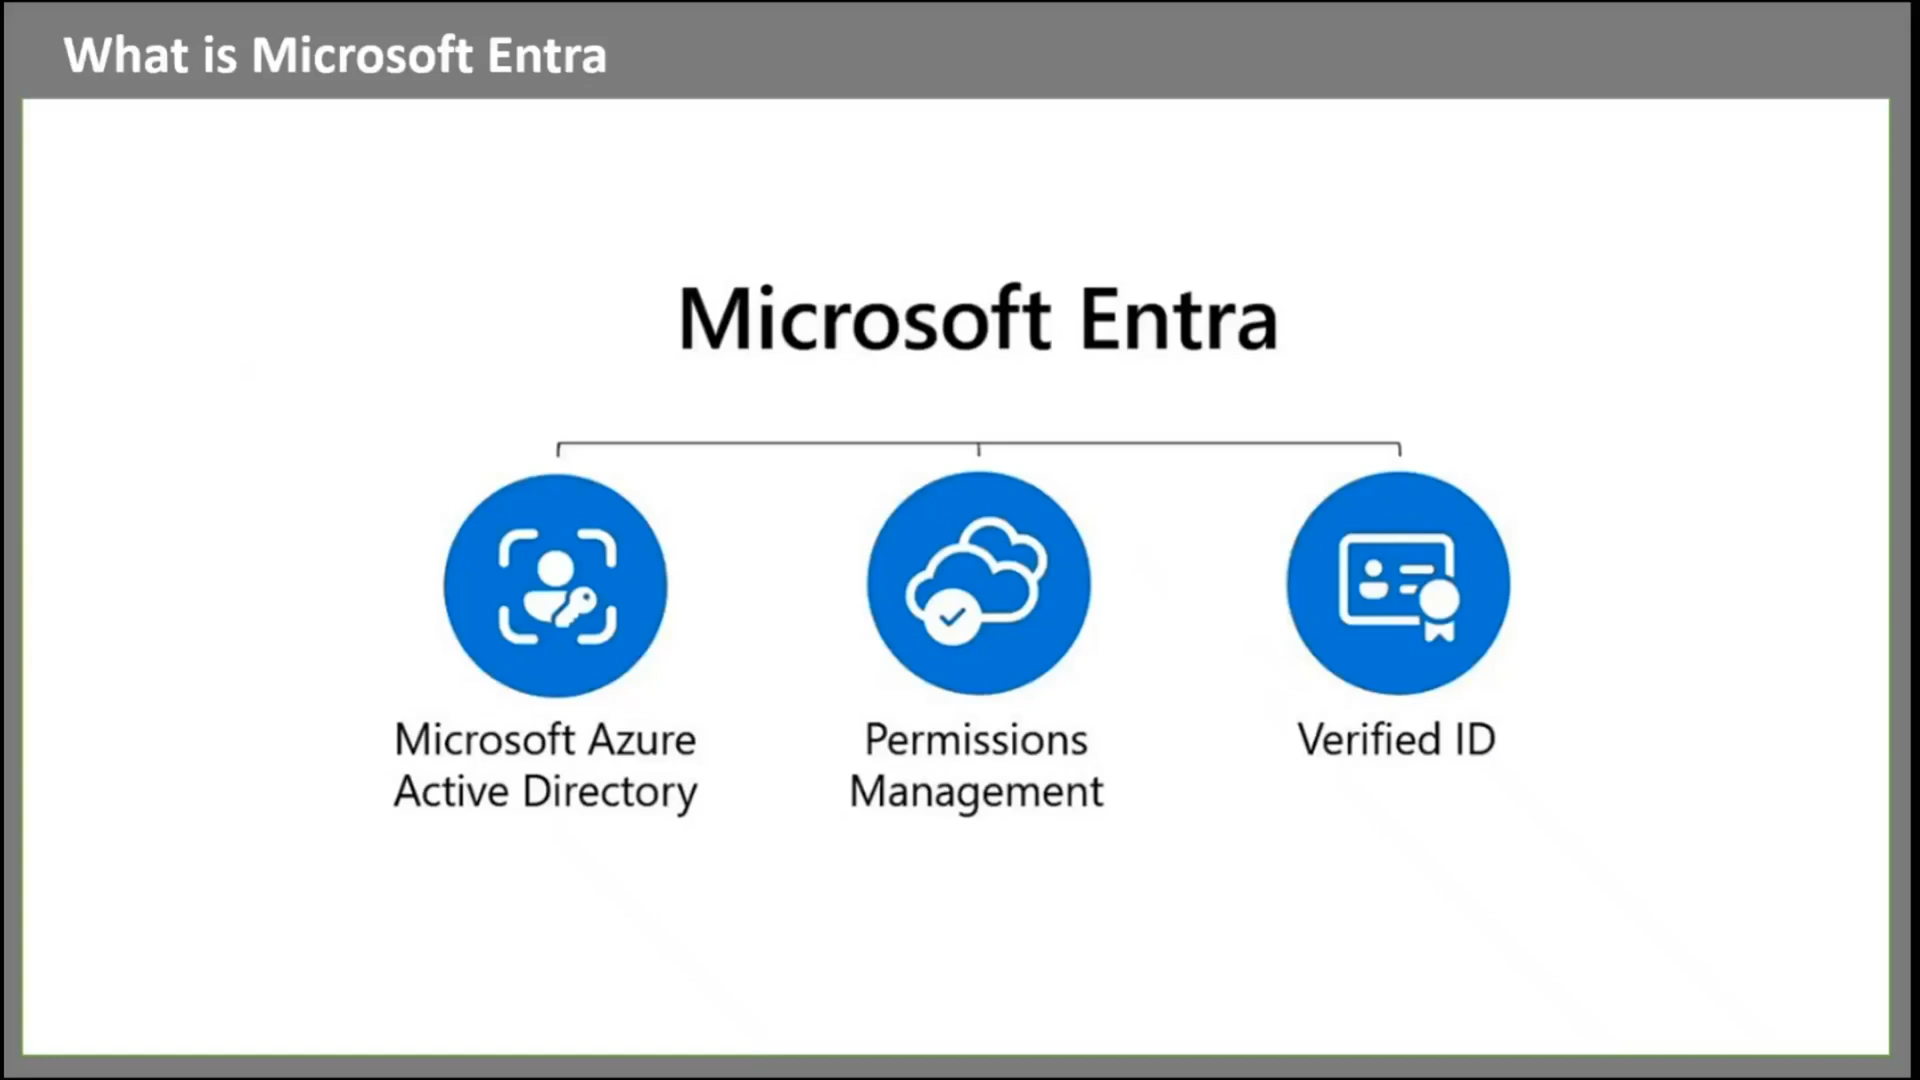 What is Microsoft Entra
Microsoft Entra
Microsoft Azure
Active Directory
Permissions
Management
Verified ID